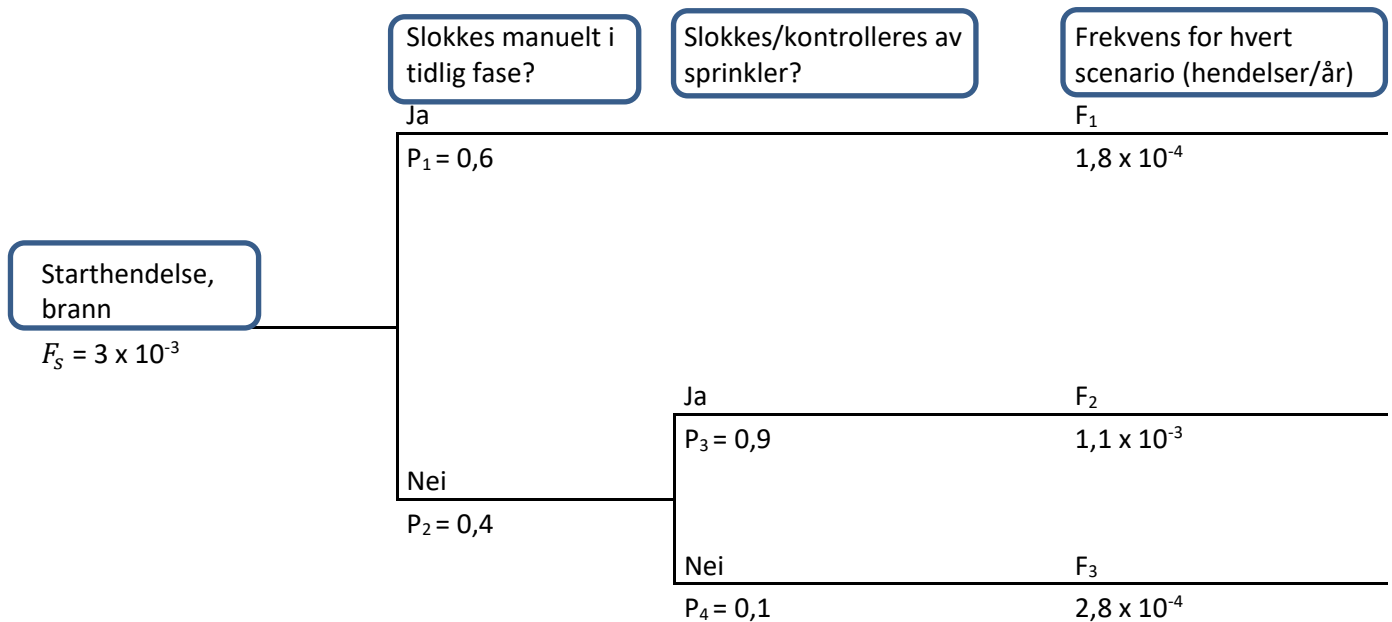 Slokkes manuelt i
tidlig fase?
Slokkes/kontrolleres av
sprinkler?
Frekvens for hvert
scenario (hendelser/år)
Ja
P₁ = 0,6
F₁
1,8 x 10⁻⁴
Starthendelse,
brann
Fₛ = 3 x 10⁻³
Ja
P₃ = 0,9
F₂
1,1 x 10⁻³
Nei
P₂ = 0,4
Nei
P₄ = 0,1
F₃
2,8 x 10⁻⁴